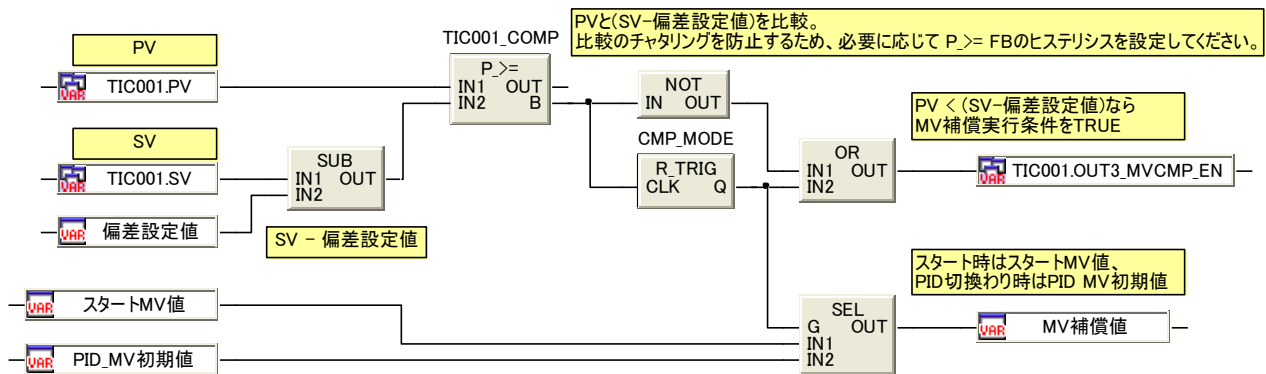 PVと(SV-偏差設定値)を比較。
比較のチャタリングを防止するため、必要に応じて P_>= FBのヒステリシスを設定してください。
PV
VAR TIC001.PV
TIC001_COMP
P_>=
IN1 OUT
IN2 B
NOT
IN OUT
PV < (SV-偏差設定値)なら
MV補償実行条件をTRUE
SV
VAR TIC001.SV
SUB
IN1 OUT
IN2
CMP_MODE
R_TRIG
CLK Q
OR
IN1 OUT
IN2
VAR TIC001.OUT3_MVCMP_EN
VAR 偏差設定値
SV - 偏差設定値
スタート時はスタートMV値、
PID切換わり時はPID MV初期値
VAR スタートMV値
SEL
G OUT
IN1
IN2
VAR MV補償値
VAR PID_MV初期値